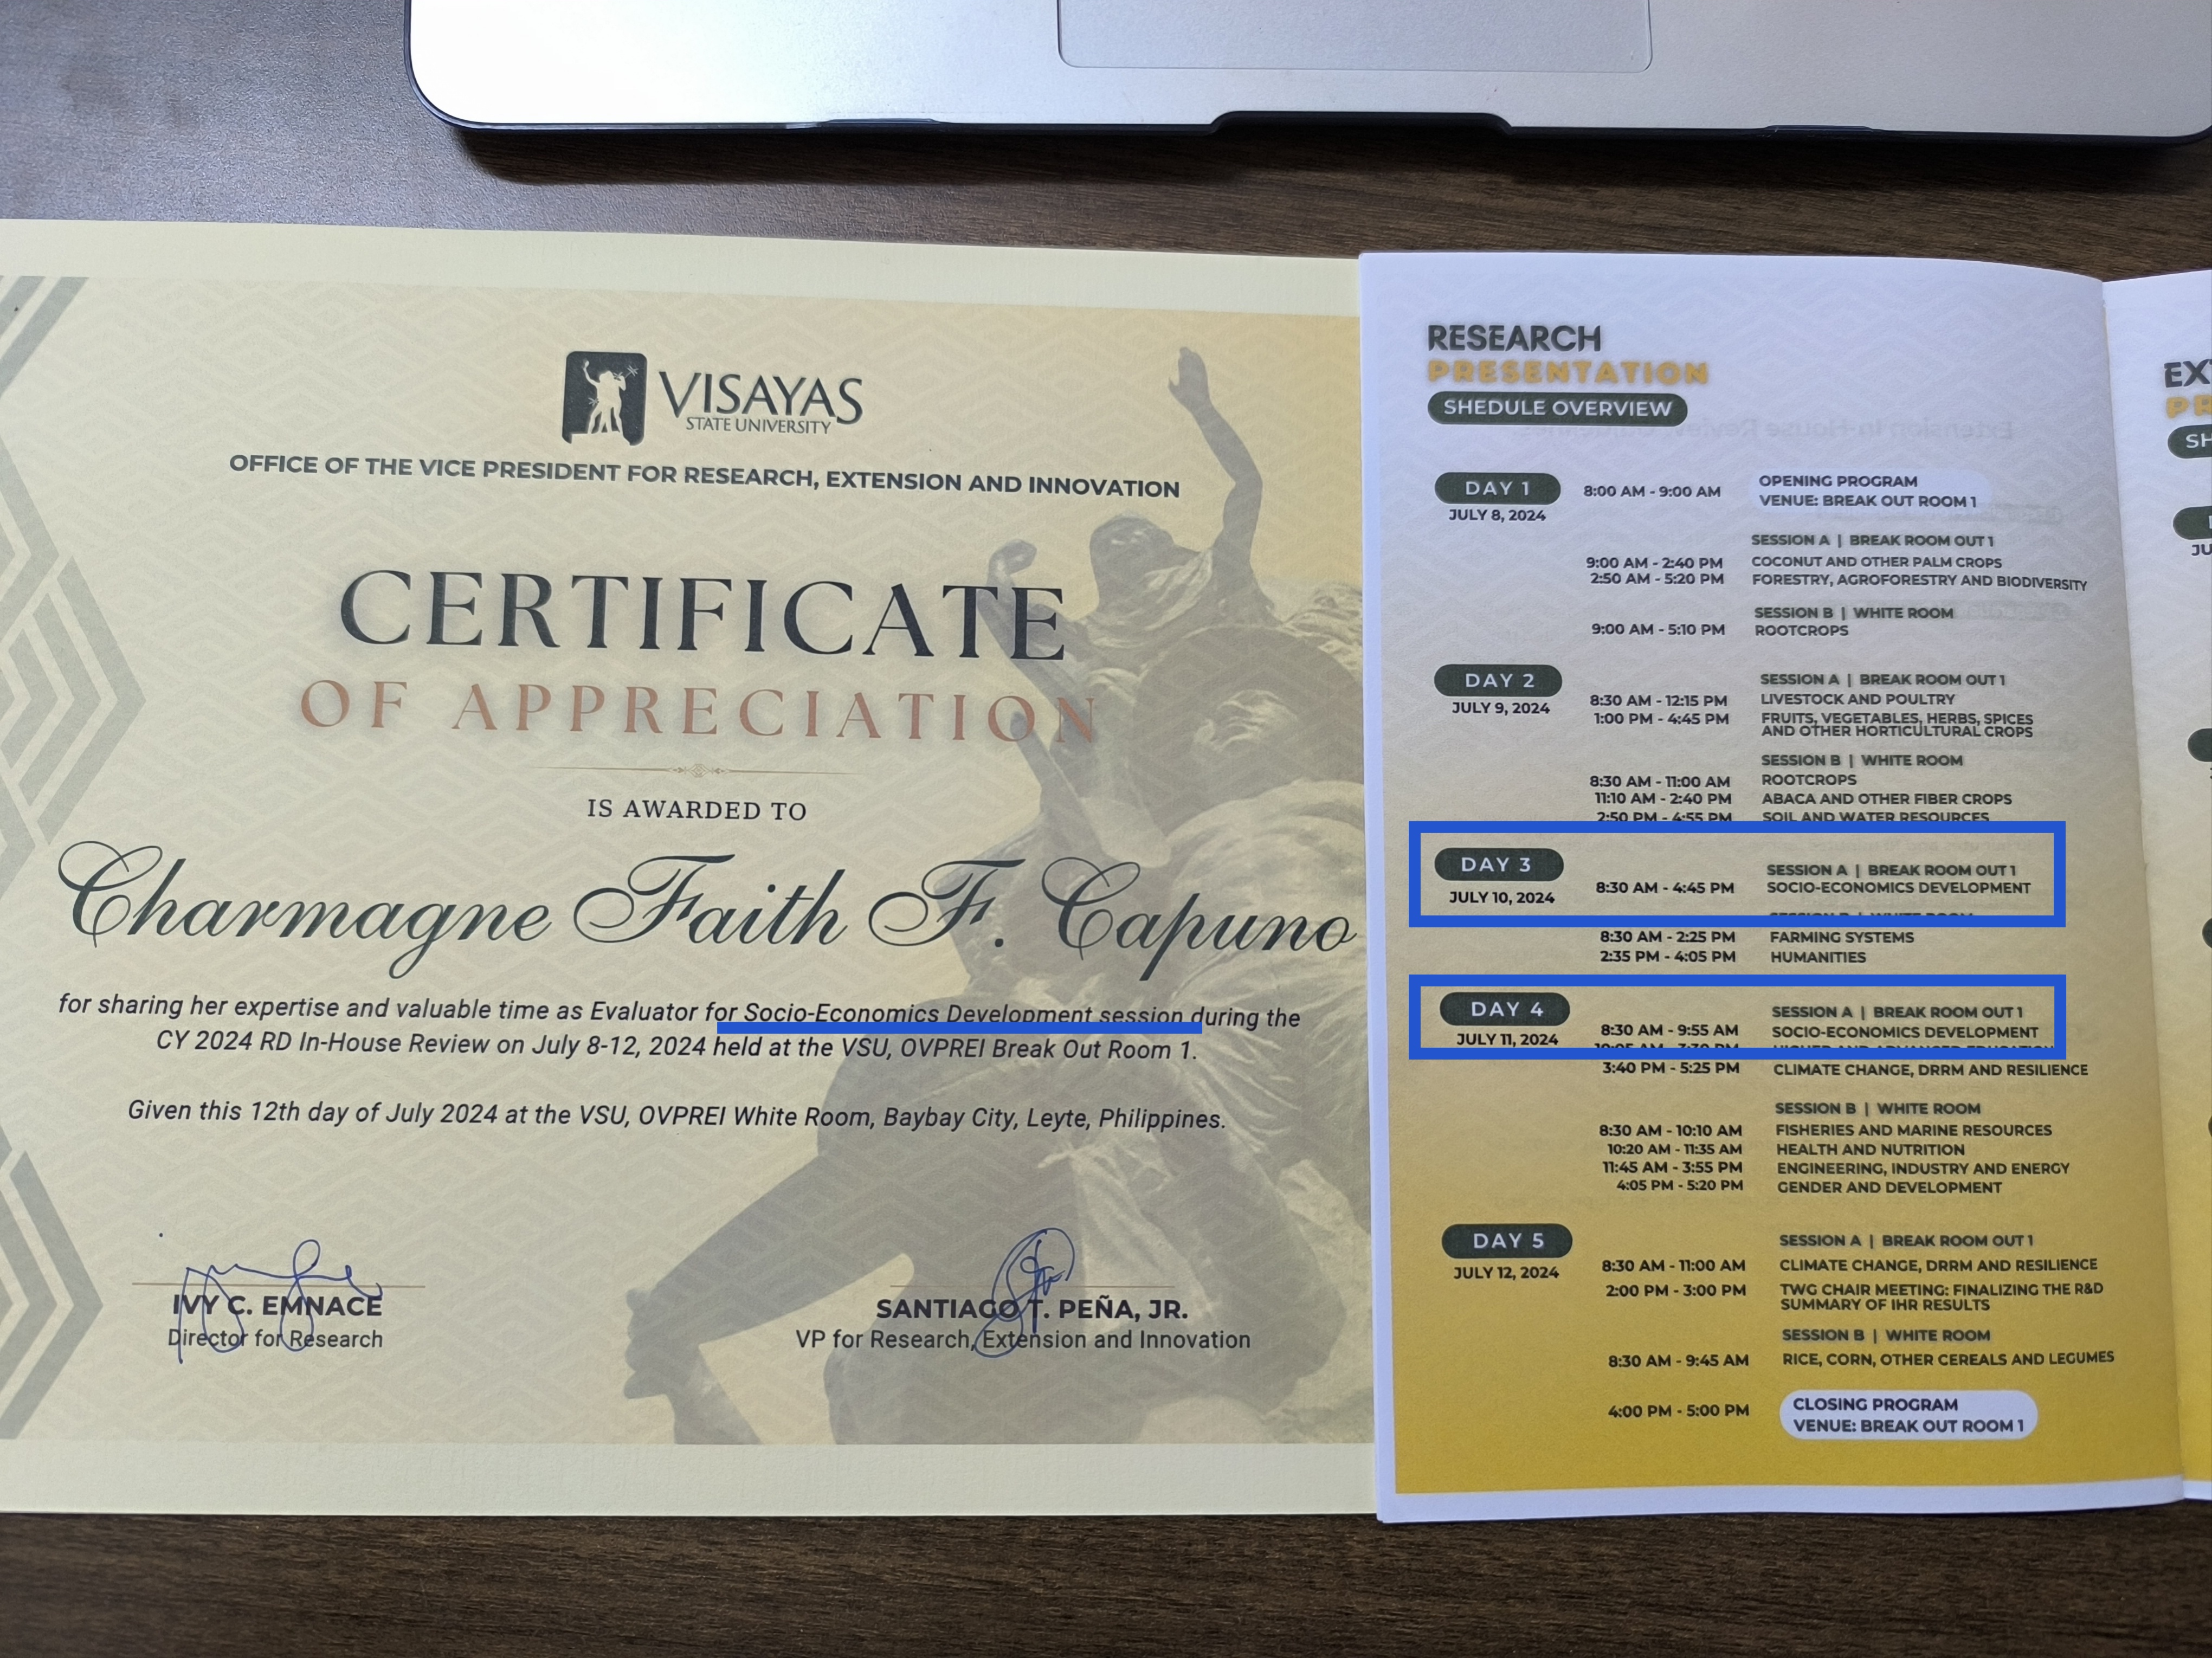 VISAYAS
STATE UNIVERSITY
OFFICE OF THE VICE PRESIDENT FOR RESEARCH, EXTENSION AND INNOVATION
CERTIFICATE
OF APPRECIATION
IS AWARDED TO
Charmagne Faith F. Capuno
for sharing her expertise and valuable time as Evaluator for Socio-Economics Development session during the
CY 2024 RD In-House Review on July 8-12, 2024 held at the VSU, OVPREI Break Out Room 1.
Given this 12th day of July 2024 at the VSU, OVPREI White Room, Baybay City, Leyte, Philippines.
IVY C. EMNACE
Director for Research
SANTIAGO T. PEÑA, JR.
VP for Research, Extension and Innovation
RESEARCH
PRESENTATION
SHEDULE OVERVIEW
DAY 1
JULY 8, 2024
8:00 AM - 9:00 AM OPENING PROGRAM
VENUE: BREAK OUT ROOM 1
SESSION A | BREAK ROOM OUT 1
9:00 AM - 2:40 PM COCONUT AND OTHER PALM CROPS
2:50 AM - 5:20 PM FORESTRY, AGROFORESTRY AND BIODIVERSITY
SESSION B | WHITE ROOM
9:00 AM - 5:10 PM ROOTCROPS
DAY 2
JULY 9, 2024
SESSION A | BREAK ROOM OUT 1
8:30 AM - 12:15 PM LIVESTOCK AND POULTRY
1:00 PM - 4:45 PM FRUITS, VEGETABLES, HERBS, SPICES
AND OTHER HORTICULTURAL CROPS
SESSION B | WHITE ROOM
8:30 AM - 11:00 AM ROOTCROPS
11:10 AM - 2:40 PM ABACA AND OTHER FIBER CROPS
2:50 PM - 4:55 PM SOIL AND WATER RESOURCES
DAY 3
JULY 10, 2024
SESSION A | BREAK ROOM OUT 1
8:30 AM - 4:45 PM SOCIO-ECONOMICS DEVELOPMENT
SESSION B | WHITE ROOM
8:30 AM - 2:25 PM FARMING SYSTEMS
2:35 PM - 4:05 PM HUMANITIES
DAY 4
JULY 11, 2024
SESSION A | BREAK ROOM OUT 1
8:30 AM - 9:55 AM SOCIO-ECONOMICS DEVELOPMENT
10:05 AM - 3:30 PM HIGHER AND ADVANCED EDUCATION
3:40 PM - 5:25 PM CLIMATE CHANGE, DRRM AND RESILIENCE
SESSION B | WHITE ROOM
8:30 AM - 10:10 AM FISHERIES AND MARINE RESOURCES
10:20 AM - 11:35 AM HEALTH AND NUTRITION
11:45 AM - 3:55 PM ENGINEERING, INDUSTRY AND ENERGY
4:05 PM - 5:20 PM GENDER AND DEVELOPMENT
DAY 5
JULY 12, 2024
SESSION A | BREAK ROOM OUT 1
8:30 AM - 11:00 AM CLIMATE CHANGE, DRRM AND RESILIENCE
2:00 PM - 3:00 PM TWG CHAIR MEETING: FINALIZING THE R&D
SUMMARY OF IHR RESULTS
SESSION B | WHITE ROOM
8:30 AM - 9:45 AM RICE, CORN, OTHER CEREALS AND LEGUMES
4:00 PM - 5:00 PM CLOSING PROGRAM
VENUE: BREAK OUT ROOM 1